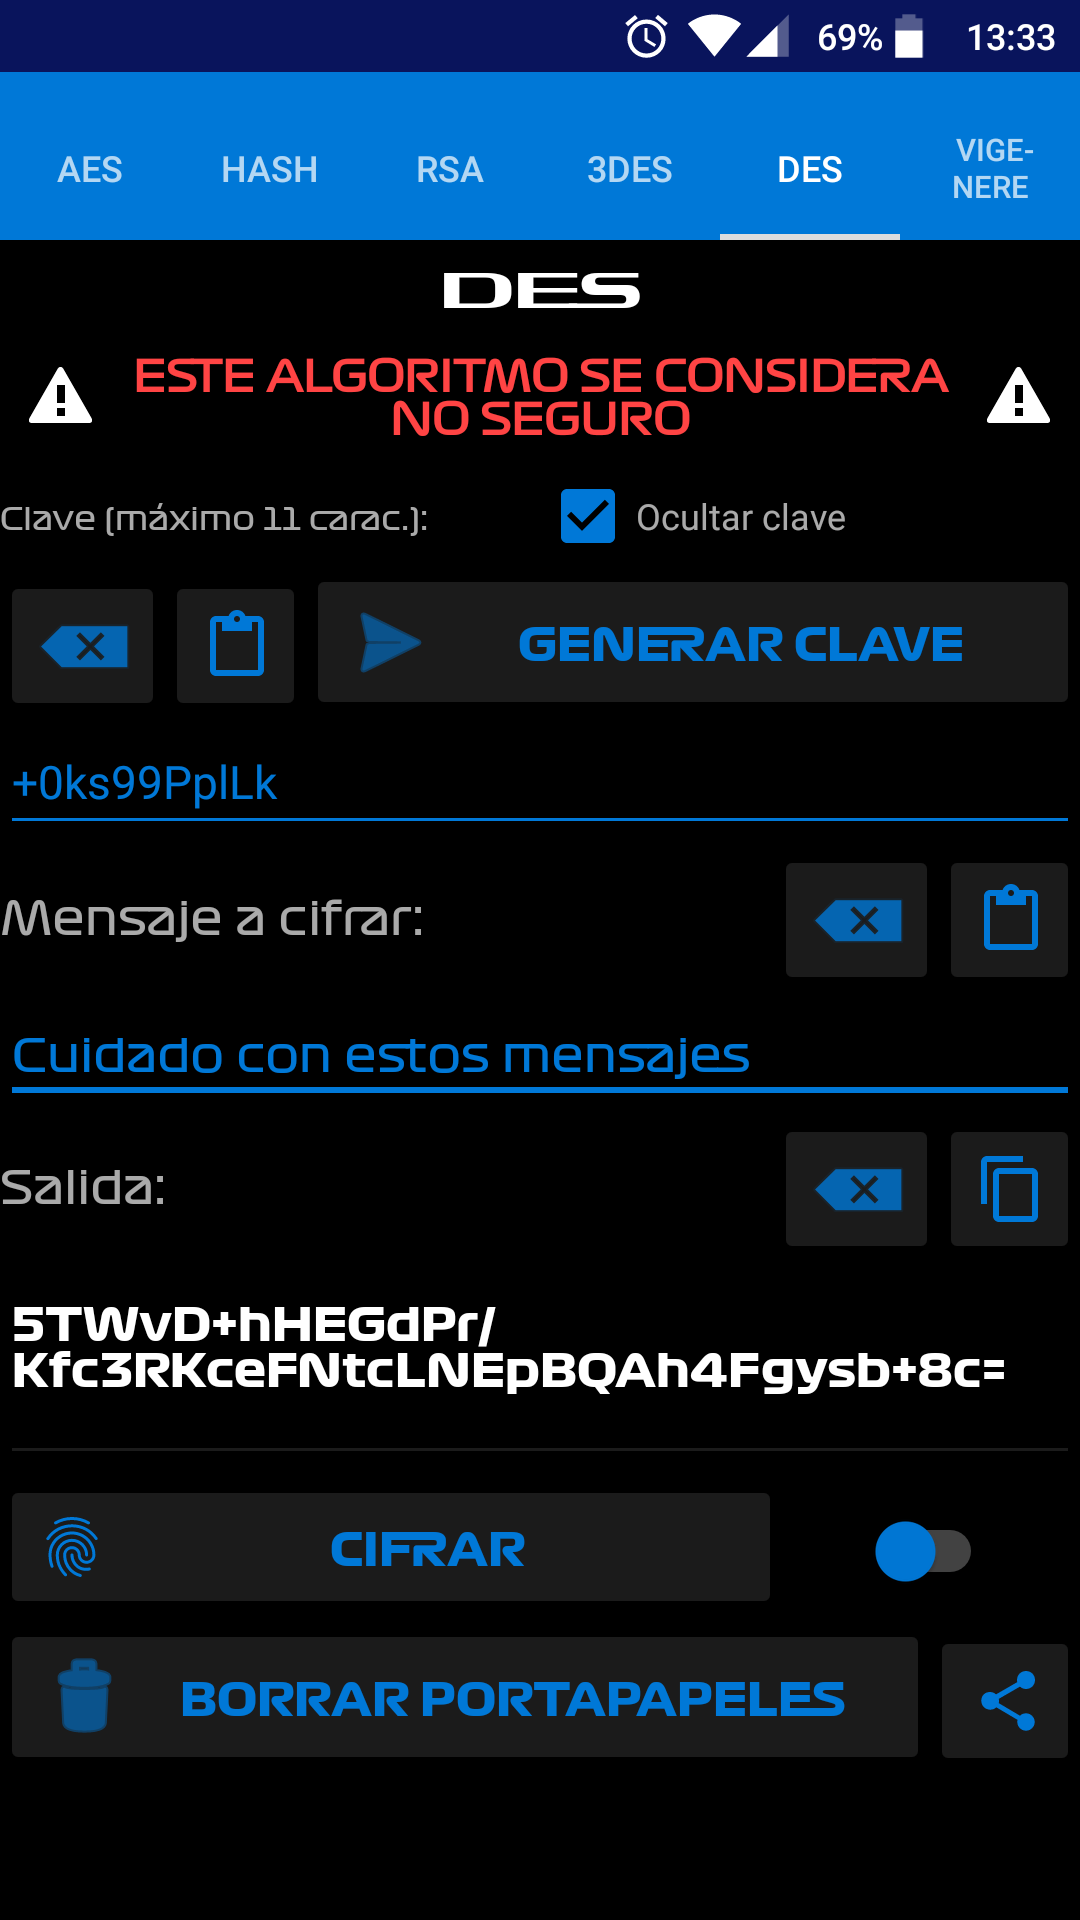 69% 13:33
AES HASH RSA 3DES DES VIGE-
NERE
DES
ESTE ALGORITMO SE CONSIDERA
NO SEGURO
Clave (máximo 11 carac.): Ocultar clave
GENERAR CLAVE
+0ks99PplLk
Mensaje a cifrar:
Cuidado con estos mensajes
Salida:
5TWvD+hHEGdPr/
Kfc3RKceFNtcLNEpBQAh4Fgysb+8c=
CIFRAR
BORRAR PORTAPAPELES